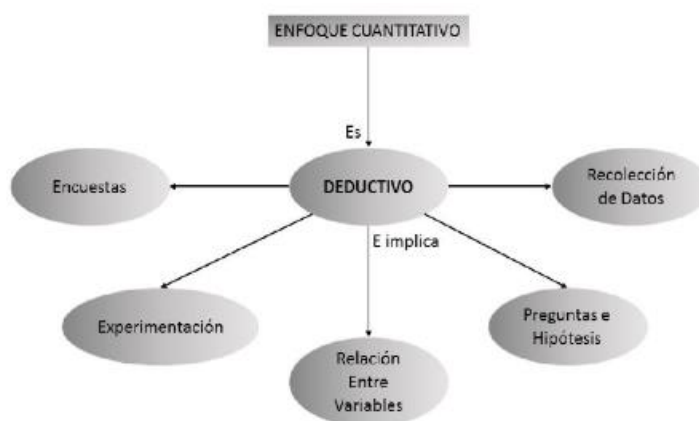 ENFOQUE CUANTITATIVO
Es
Encuestas
DEDUCTIVO
Recolección
de Datos
E implica
Experimentación
Preguntas e
Hipótesis
Relación
Entre
Variables